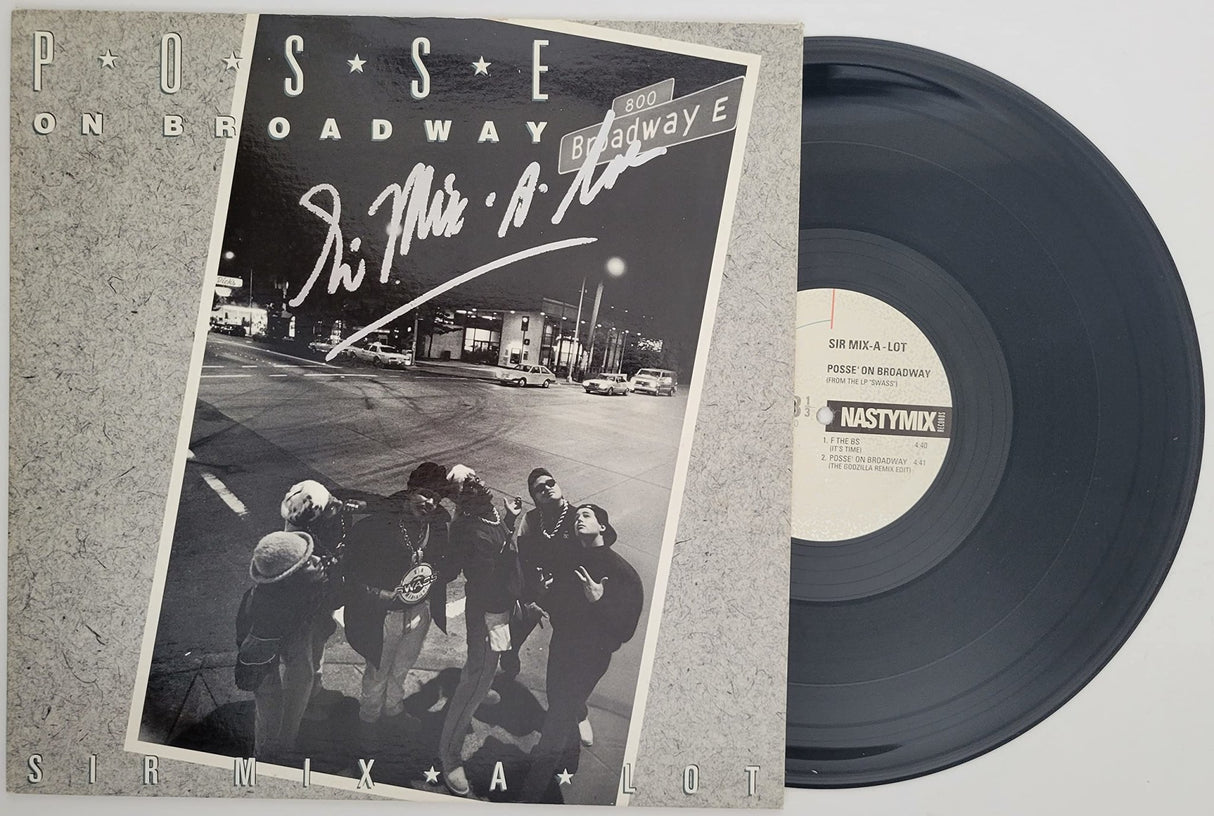 P★O★S★S★E
ON BROADWAY
800
Broadway E
Sir Mix·A·Lot
Dick's
SWASS
SIR MIX★A★LOT
SIR MIX-A-LOT
POSSE' ON BROADWAY
(FROM THE LP "SWASS")
NASTYMIX RECORDS
1. F THE BS 4:40
(IT'S TIME)
2. POSSE' ON BROADWAY 4:41
(THE GODZILLA REMIX EDIT)